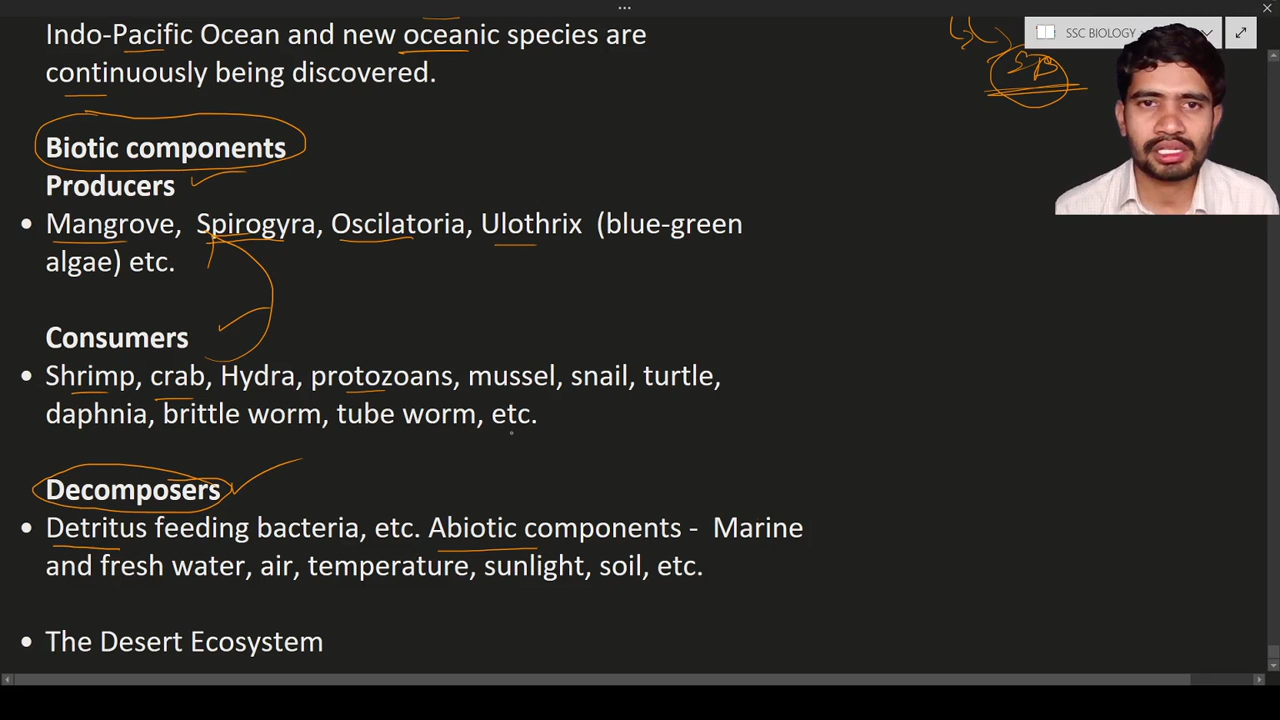 Indo-Pacific Ocean and new oceanic species are
SSC BIOLOGY
continuously being discovered.
Biotic components
Producers
• Mangrove, Spirogyra, Oscilatoria, Ulothrix (blue-green
algae) etc.
Consumers
• Shrimp, crab, Hydra, protozoans, mussel, snail, turtle,
daphnia, brittle worm, tube worm, etc.
Decomposers
• Detritus feeding bacteria, etc. Abiotic components - Marine
and fresh water, air, temperature, sunlight, soil, etc.
• The Desert Ecosystem